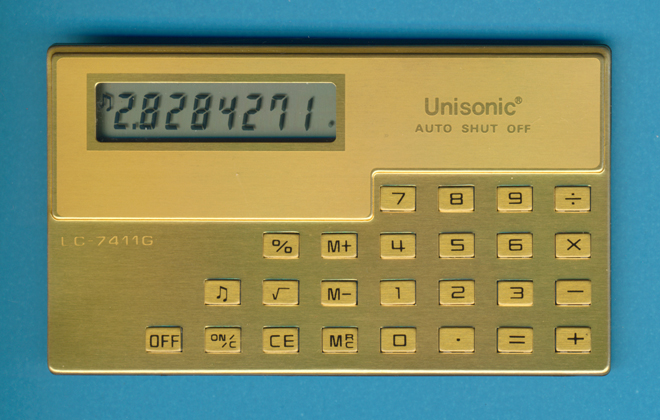 ♫ 2.8284271
Unisonic®
AUTO SHUT OFF
7 8 9 ÷
LC-7411G
% M+ 4 5 6 ×
♫ √ M− 1 2 3 −
OFF ON/C CE MRC 0 · = +